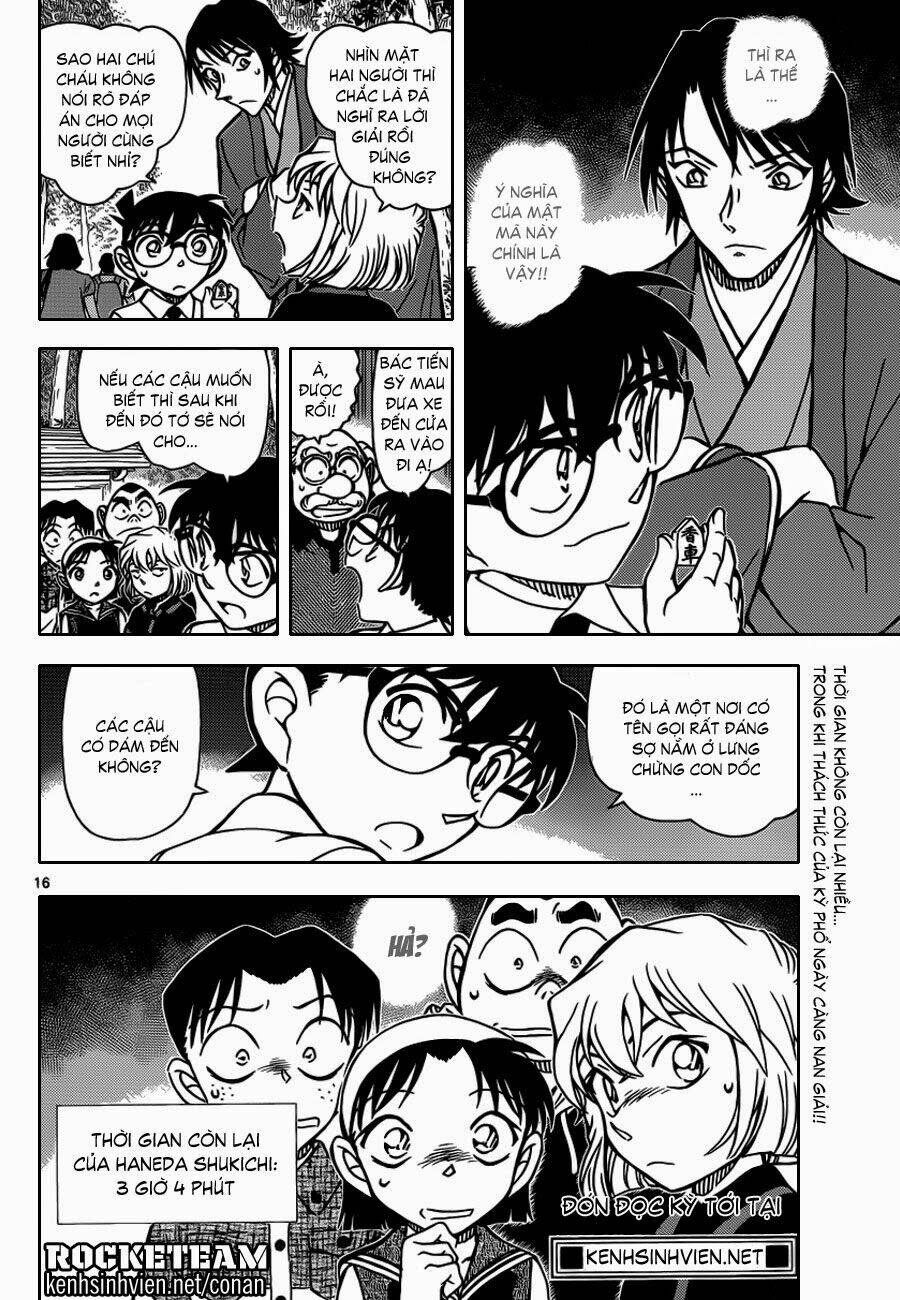 THÌ RA
LÀ THẾ
...
Ý NGHĨA
CỦA MẬT
MÃ NÀY
CHÍNH LÀ
VẬY!!
香車
NHÌN MẶT
HAI NGƯỜI THÌ
CHẮC LÀ ĐÃ
NGHĨ RA LỜI
GIẢI RỒI
ĐÚNG
KHÔNG?
SAO HAI CHÚ
CHÁU KHÔNG
NÓI RÕ ĐÁP
ÁN CHO MỌI
NGƯỜI CÙNG
BIẾT NHỈ?
BÁC TIẾN
SỸ MAU
ĐƯA XE
ĐẾN CỬA
RA VÀO
ĐI Ạ!
À,
ĐƯỢC
RỒI!
NẾU CÁC CẬU MUỐN
BIẾT THÌ SAU KHI
ĐẾN ĐÓ TỚ SẼ NÓI
CHO...
ĐÓ LÀ MỘT NƠI CÓ
TÊN GỌI RẤT ĐÁNG
SỢ NẰM Ở LƯNG
CHỪNG CON DỐC
...
CÁC CẬU
CÓ DÁM ĐẾN
KHÔNG?
THỜI GIAN KHÔNG CÒN LẠI NHIỀU...
TRONG KHI THÁCH THỨC CỦA KỲ PHỔ NGÀY CÀNG NAN GIẢI!!
16
HẢ?
THỜI GIAN CÒN LẠI
CỦA HANEDA SHUKICHI:
3 GIỜ 4 PHÚT
ĐÓN ĐỌC KỲ TỚI TẠI
KENHSINHVIEN.NET
ROCKETEAM
kenhsinhvien.net/conan